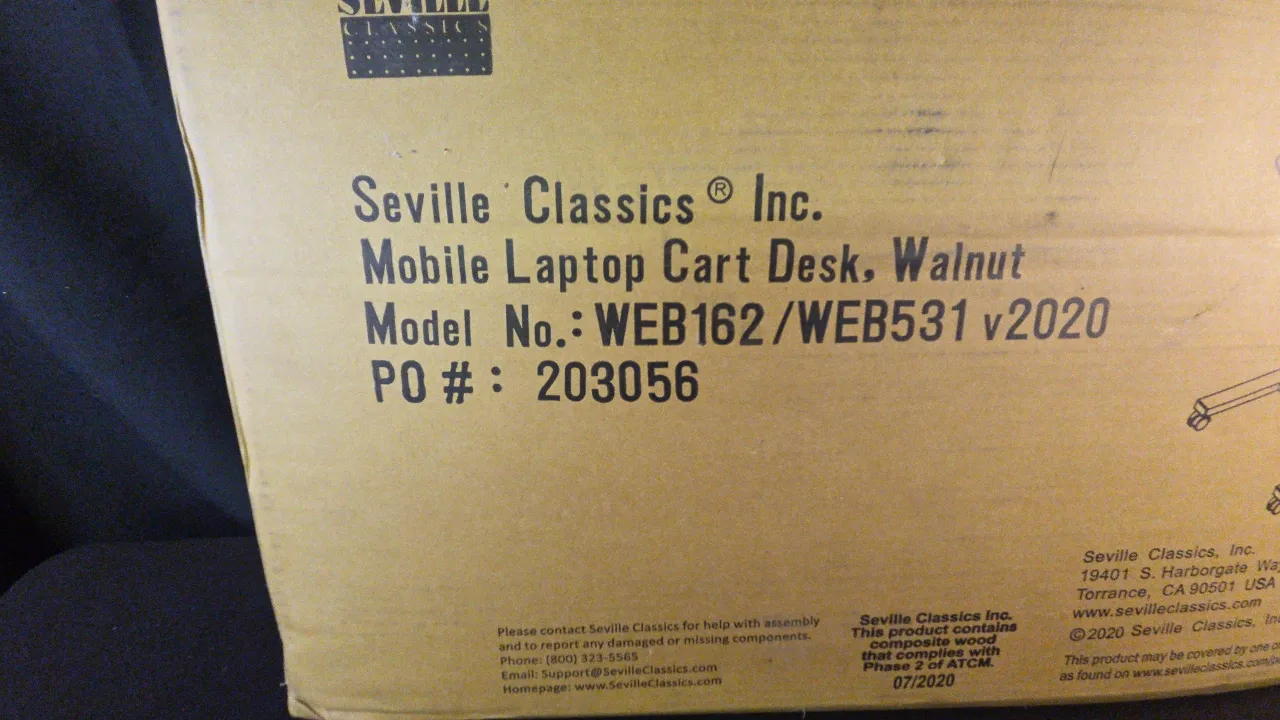 SEVILLE
CLASSICS
Seville Classics® Inc.
Mobile Laptop Cart Desk, Walnut
Model No.: WEB162/WEB531 v2020
PO #: 203056
Please contact Seville Classics for help with assembly
and to report any damaged or missing components.
Phone: (800) 323-5565
Email: Support@SevilleClassics.com
Homepage: www.SevilleClassics.com
Seville Classics Inc.
This product contains
composite wood
that complies with
Phase 2 of ATCM.
07/2020
Seville Classics, Inc.
19401 S. Harborgate
Torrance, CA 90501 USA
www.sevilleclassics.com
©2020 Seville Classics,
This product may be covered by one
as found on